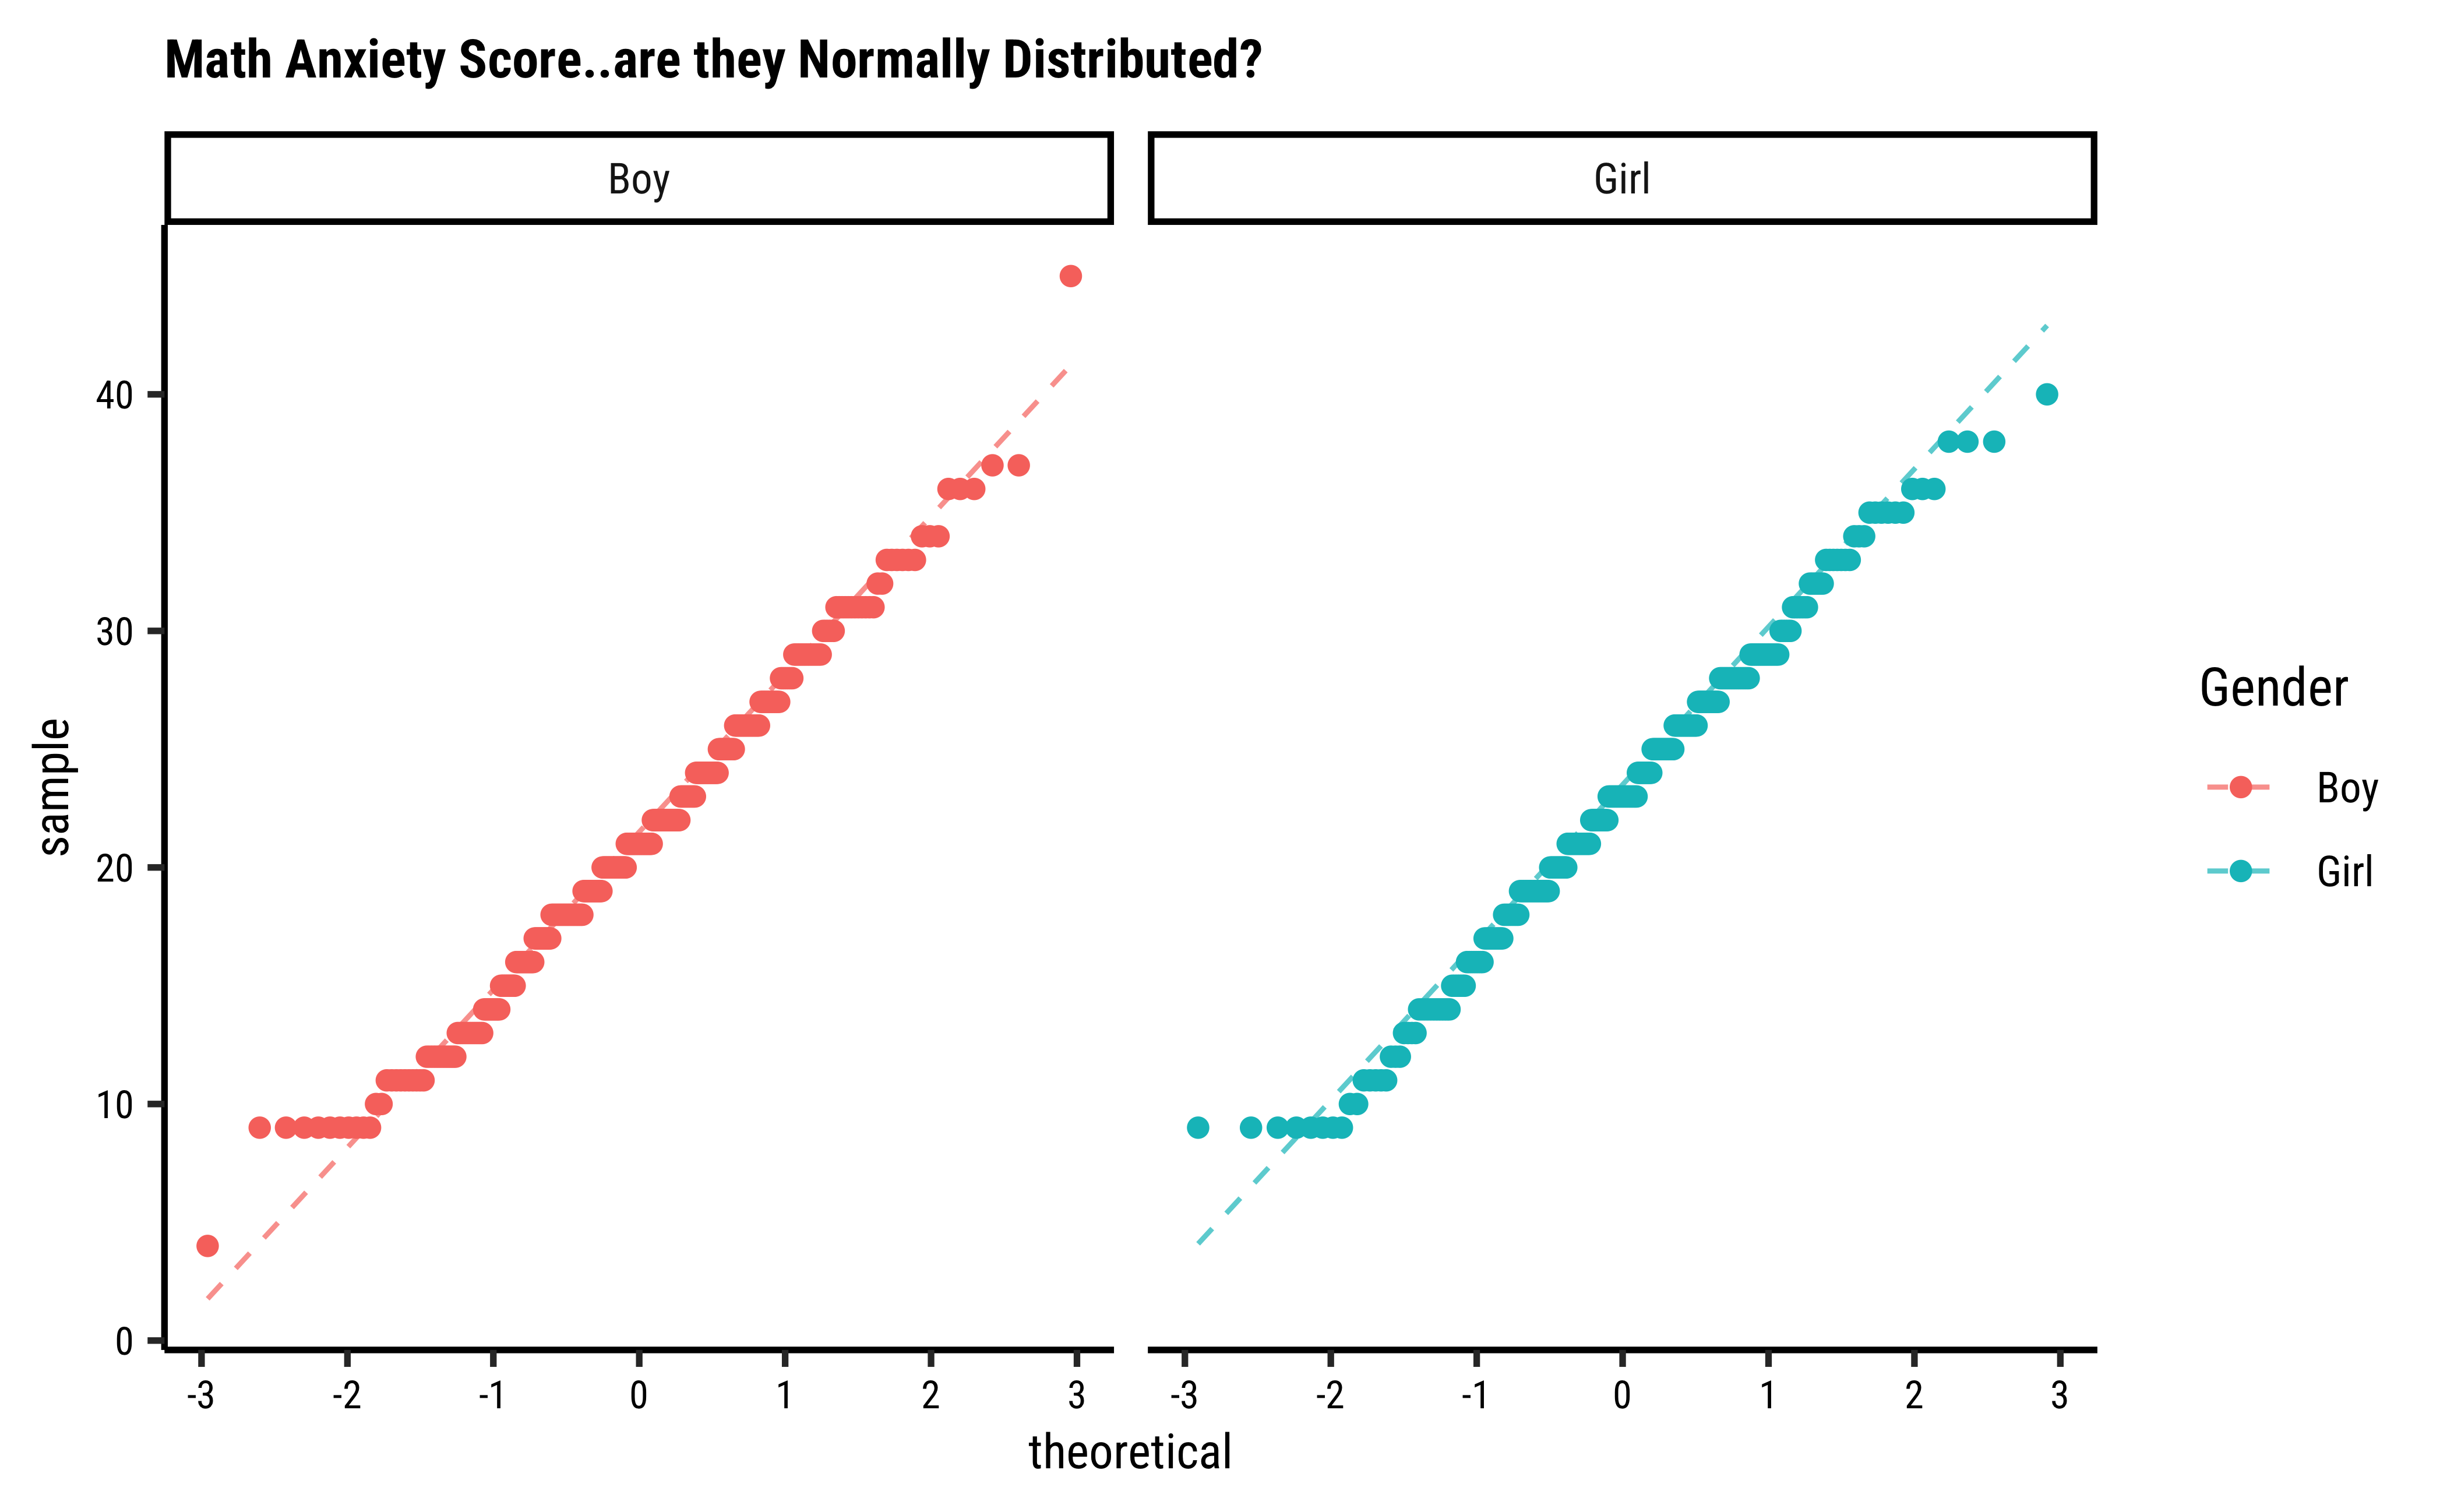 Math Anxiety Score..are they Normally Distributed?
Boy
Girl
40
30
20
10
0
sample
-3 -2 -1 0 1 2 3
-3 -2 -1 0 1 2 3
theoretical
Gender
Boy
Girl